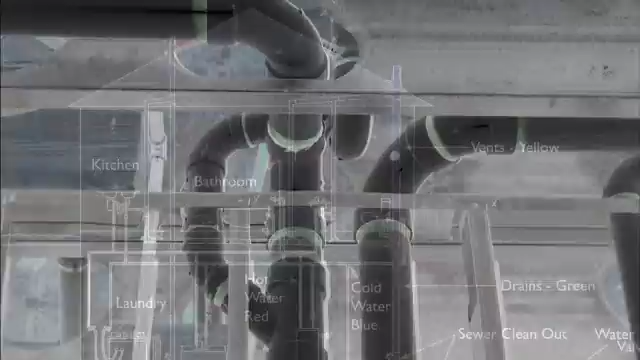 Vents - Yellow
Kitchen
Bathroom
Hot
Water
Red
Cold
Water
Blue
Drains - Green
Laundry
Sewer Clean Out
Water